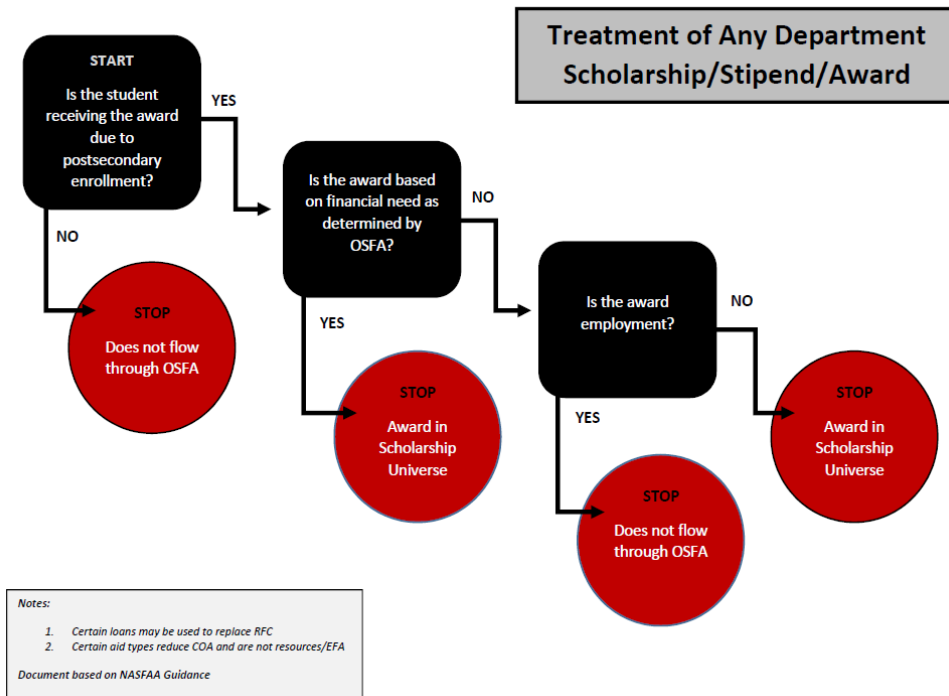 Treatment of Any Department
Scholarship/Stipend/Award
START
Is the student
receiving the award
due to
postsecondary
enrollment?
YES
NO
STOP
Does not flow
through OSFA
Is the award based
on financial need as
determined by
OSFA?
NO
YES
STOP
Award in
Scholarship
Universe
Is the award
employment?
NO
YES
STOP
Does not flow
through OSFA
STOP
Award in
Scholarship
Universe
Notes:
1. Certain loans may be used to replace RFC
2. Certain aid types reduce COA and are not resources/EFA
Document based on NASFAA Guidance